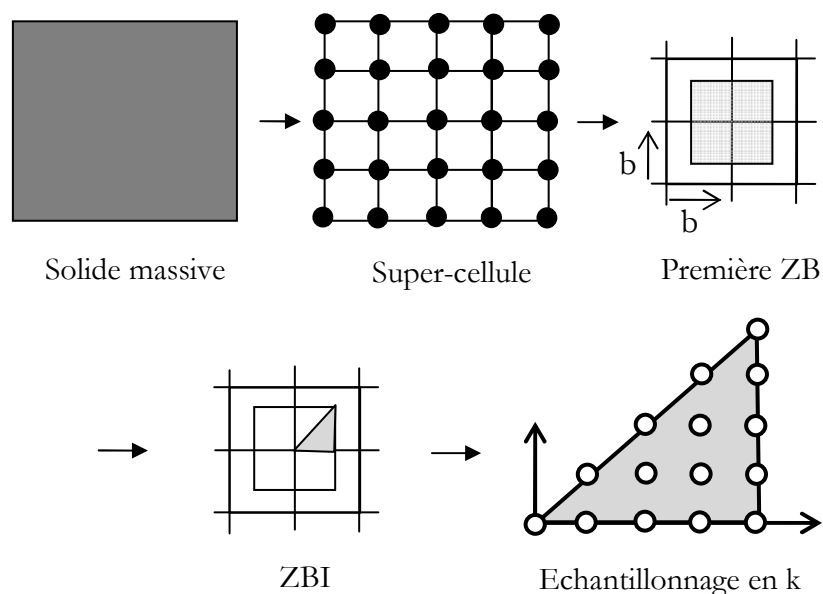 Solide massive
Super-cellule
b
b
Première ZB
ZBI
Echantillonnage en k